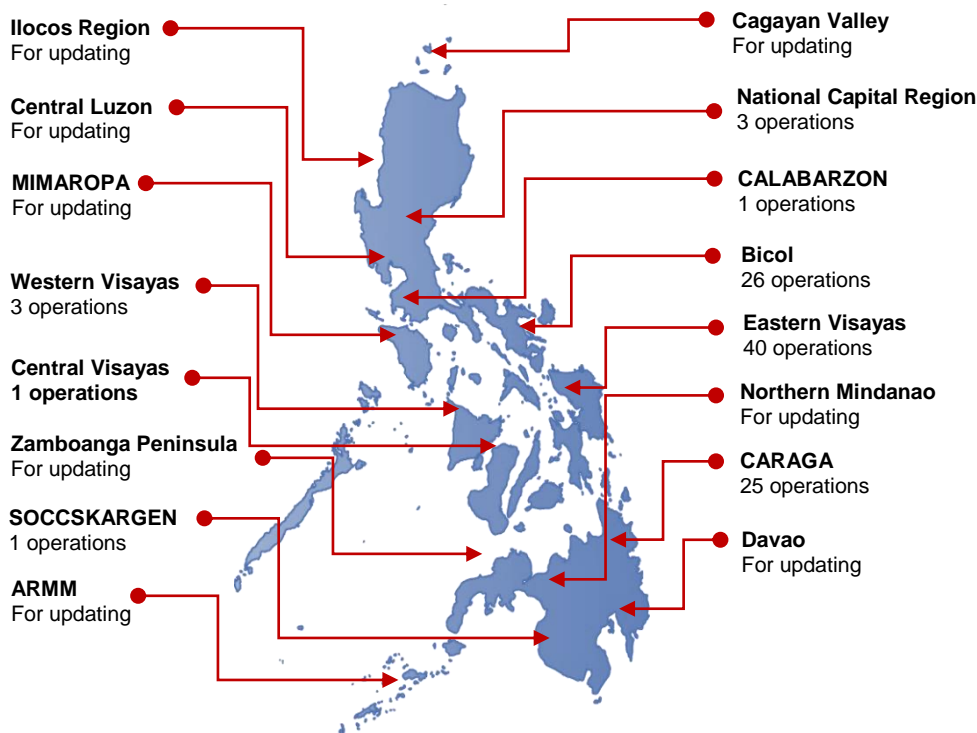 Ilocos Region
For updating
Central Luzon
For updating
MIMAROPA
For updating
Western Visayas
3 operations
Central Visayas
1 operations
Zamboanga Peninsula
For updating
SOCCSKARGEN
1 operations
ARMM
For updating
Cagayan Valley
For updating
National Capital Region
3 operations
CALABARZON
1 operations
Bicol
26 operations
Eastern Visayas
40 operations
Northern Mindanao
For updating
CARAGA
25 operations
Davao
For updating